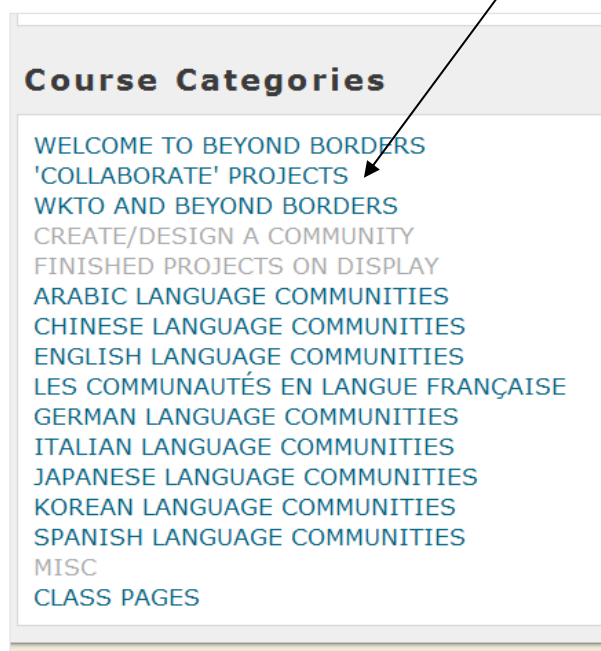 Course Categories
WELCOME TO BEYOND BORDERS
'COLLABORATE' PROJECTS
WKTO AND BEYOND BORDERS
CREATE/DESIGN A COMMUNITY
FINISHED PROJECTS ON DISPLAY
ARABIC LANGUAGE COMMUNITIES
CHINESE LANGUAGE COMMUNITIES
ENGLISH LANGUAGE COMMUNITIES
LES COMMUNAUTÉS EN LANGUE FRANÇAISE
GERMAN LANGUAGE COMMUNITIES
ITALIAN LANGUAGE COMMUNITIES
JAPANESE LANGUAGE COMMUNITIES
KOREAN LANGUAGE COMMUNITIES
SPANISH LANGUAGE COMMUNITIES
MISC
CLASS PAGES